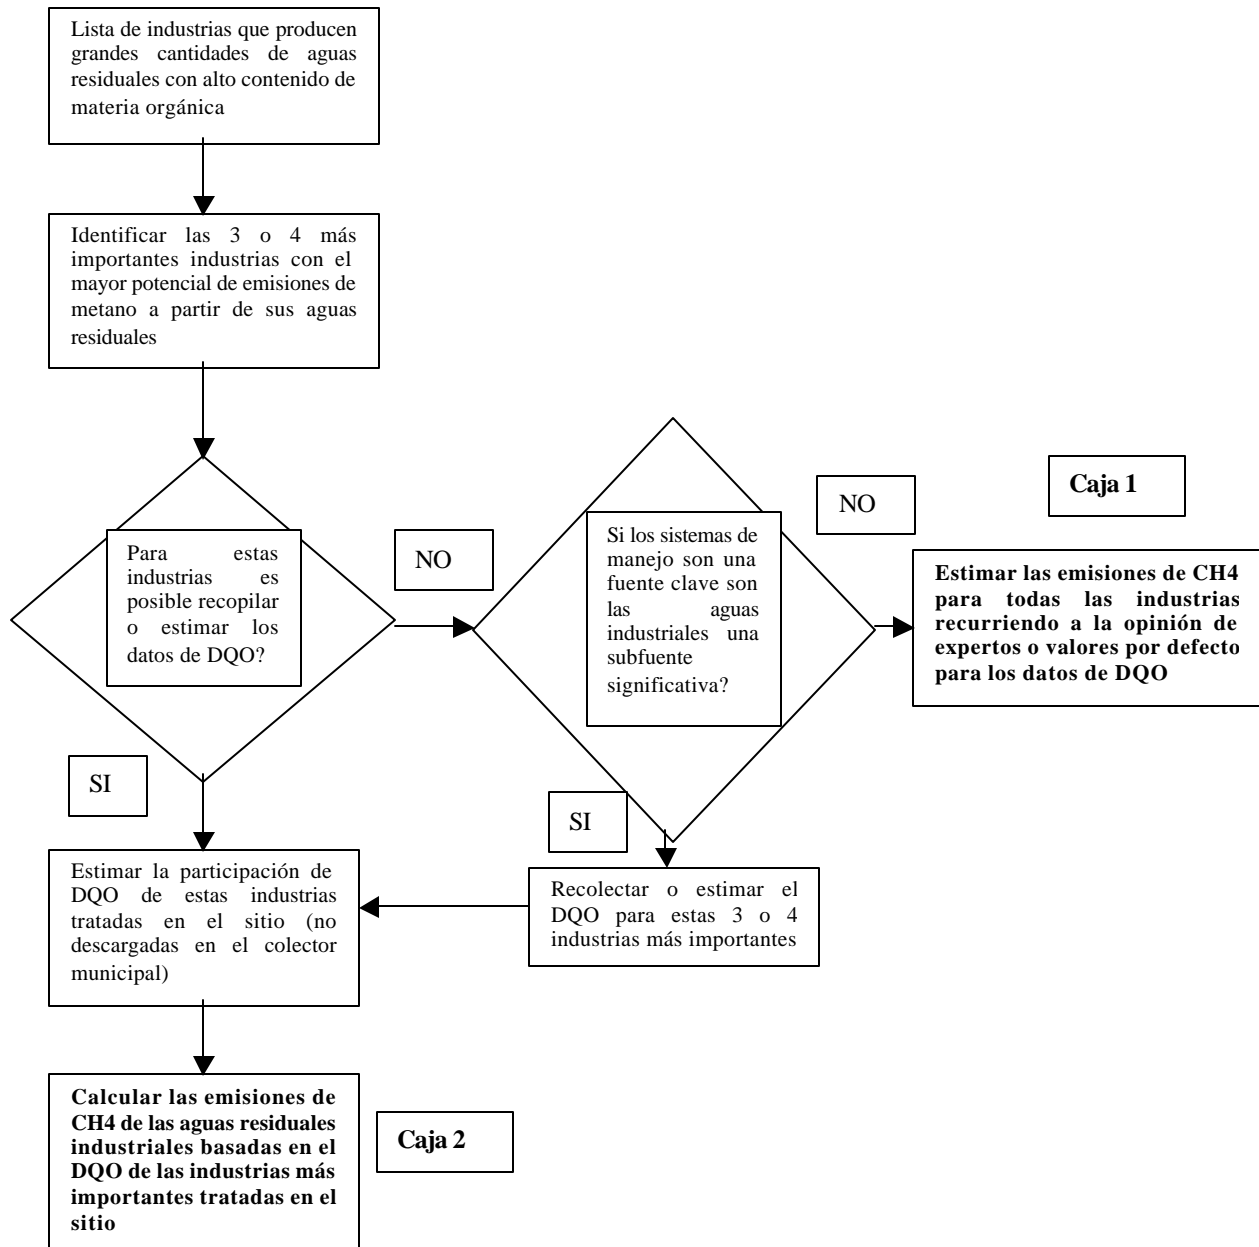 Lista de industrias que producen
grandes cantidades de aguas
residuales con alto contenido de
materia orgánica
Identificar las 3 o 4 más
importantes industrias con el
mayor potencial de emisiones de
metano a partir de sus aguas
residuales
Para estas
industrias es
posible recopilar
o estimar los
datos de DQO?
NO
Si los sistemas de
manejo son una
fuente clave son
las aguas
industriales una
subfuente
significativa?
NO
Caja 1
Estimar las emisiones de CH4
para todas las industrias
recurriendo a la opinión de
expertos o valores por defecto
para los datos de DQO
SI
SI
Estimar la participación de
DQO de estas industrias
tratadas en el sitio (no
descargadas en el colector
municipal)
Recolectar o estimar el
DQO para estas 3 o 4
industrias más importantes
Calcular las emisiones de
CH4 de las aguas residuales
industriales basadas en el
DQO de las industrias más
importantes tratadas en el
sitio
Caja 2